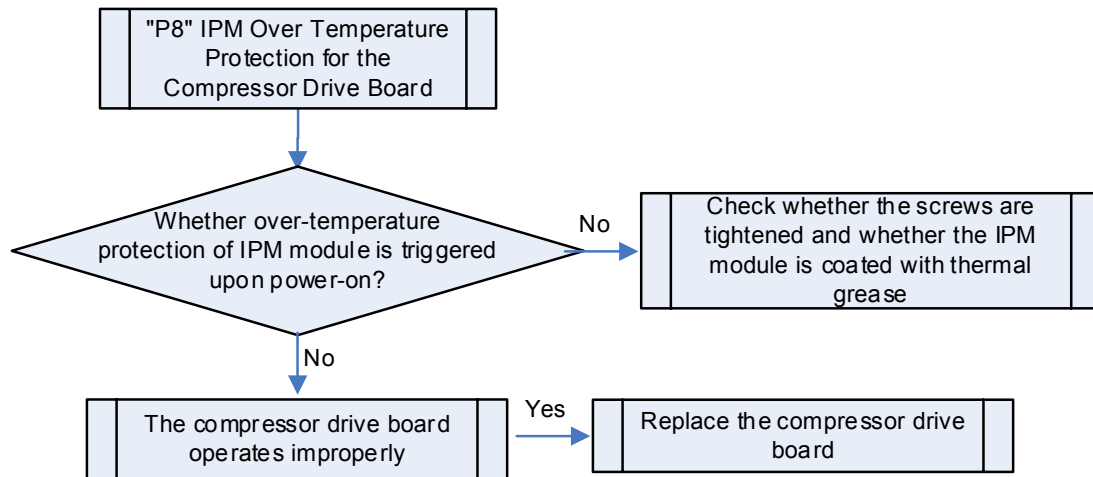 "P8" IPM Over Temperature
Protection for the
Compressor Drive Board
Whether over-temperature
protection of IPM module is triggered
upon power-on?
No
Check whether the screws are
tightened and whether the IPM
module is coated with thermal
grease
No
The compressor drive board
operates improperly
Yes
Replace the compressor drive
board